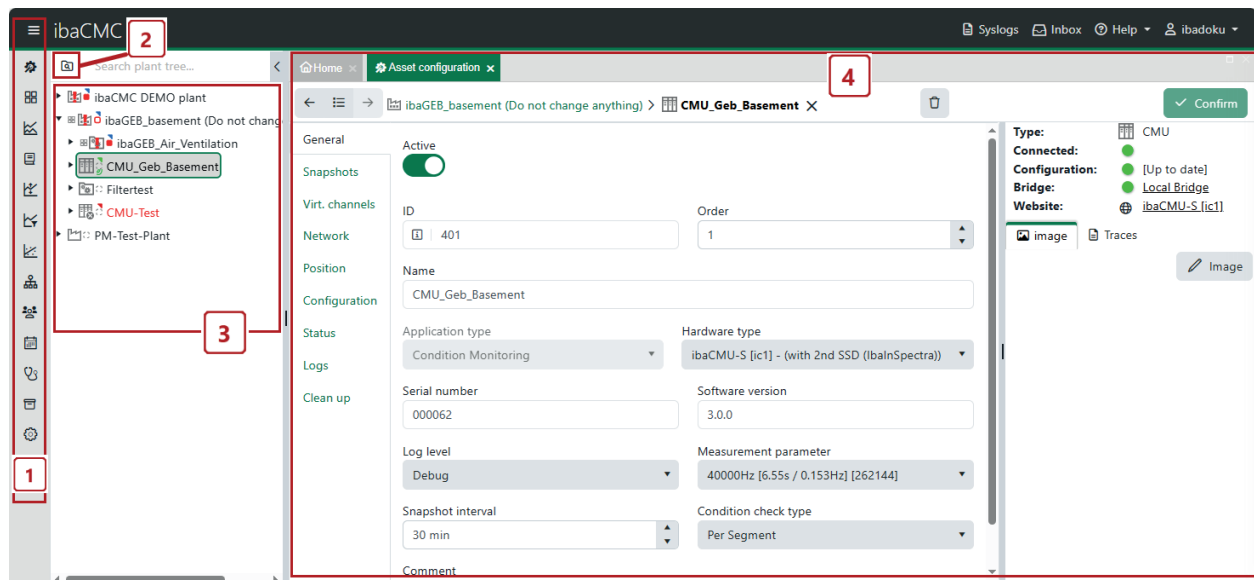 ibaCMC
Syslogs Inbox Help ibadoku
2
Search plant tree...
Home Asset configuration
4
ibaCMC DEMO plant
ibaGEB_basement (Do not chang
ibaGEB_Air_Ventilation
CMU_Geb_Basement
Filtertest
CMU-Test
PM-Test-Plant
3
1
ibaGEB_basement (Do not change anything) > CMU_Geb_Basement
Confirm
General
Snapshots
Virt. channels
Network
Position
Configuration
Status
Logs
Clean up
Active
ID Order
401 1
Name
CMU_Geb_Basement
Application type Hardware type
Condition Monitoring ibaCMU-S [ic1] - (with 2nd SSD (IbaInSpectra))
Serial number Software version
000062 3.0.0
Log level Measurement parameter
Debug 40000Hz [6.55s / 0.153Hz] [262144]
Snapshot interval Condition check type
30 min Per Segment
Comment
Type: CMU
Connected:
Configuration: [Up to date]
Bridge: Local Bridge
Website: ibaCMU-S [ic1]
image Traces
Image